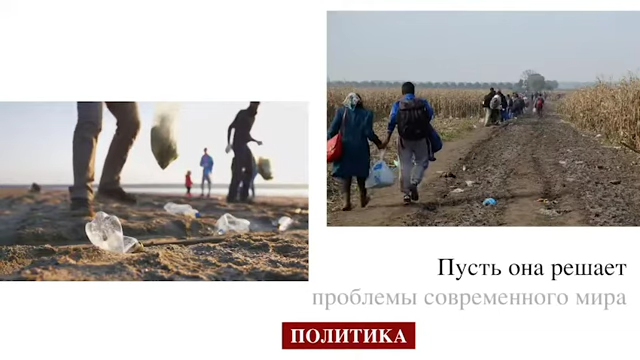 Пусть она решает
проблемы современного мира
ПОЛИТИКА